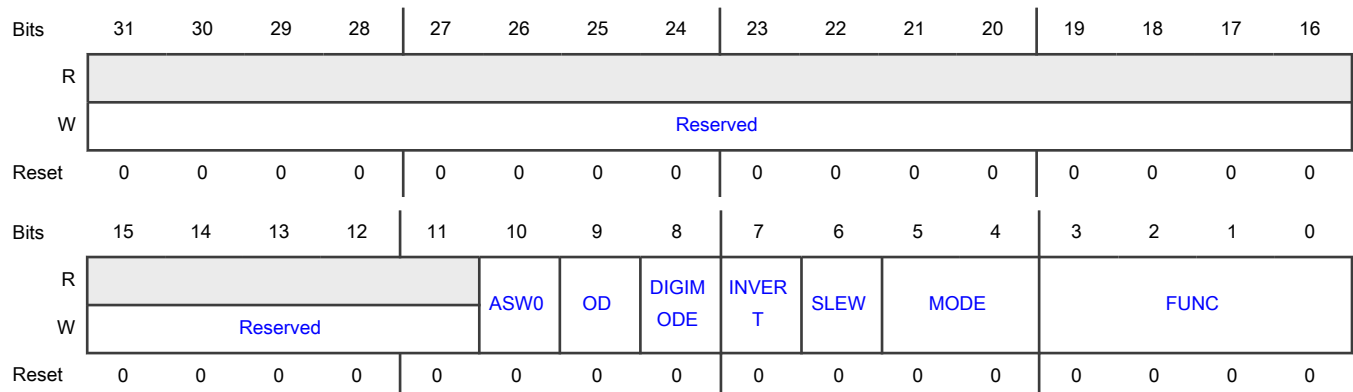 Bits 31 30 29 28 27 26 25 24 23 22 21 20 19 18 17 16
R
W Reserved
Reset 0 0 0 0 0 0 0 0 0 0 0 0 0 0 0 0
Bits 15 14 13 12 11 10 9 8 7 6 5 4 3 2 1 0
R ASW0 OD DIGIM ODE INVER T SLEW MODE FUNC
W Reserved
Reset 0 0 0 0 0 0 0 0 0 0 0 0 0 0 0 0